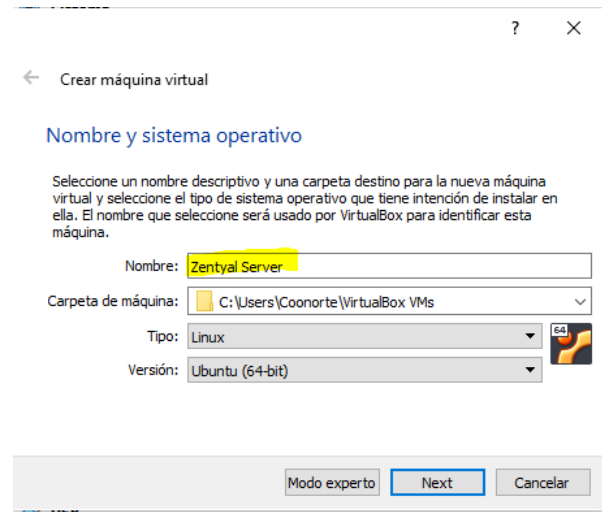 ?
Crear máquina virtual
Nombre y sistema operativo
Seleccione un nombre descriptivo y una carpeta destino para la nueva máquina
virtual y seleccione el tipo de sistema operativo que tiene intención de instalar en
ella. El nombre que seleccione será usado por VirtualBox para identificar esta
máquina.
Nombre: Zentyal Server
Carpeta de máquina: C:\Users\Coonorte\VirtualBox VMs
Tipo: Linux
64
Versión: Ubuntu (64-bit)
Modo experto Next Cancelar